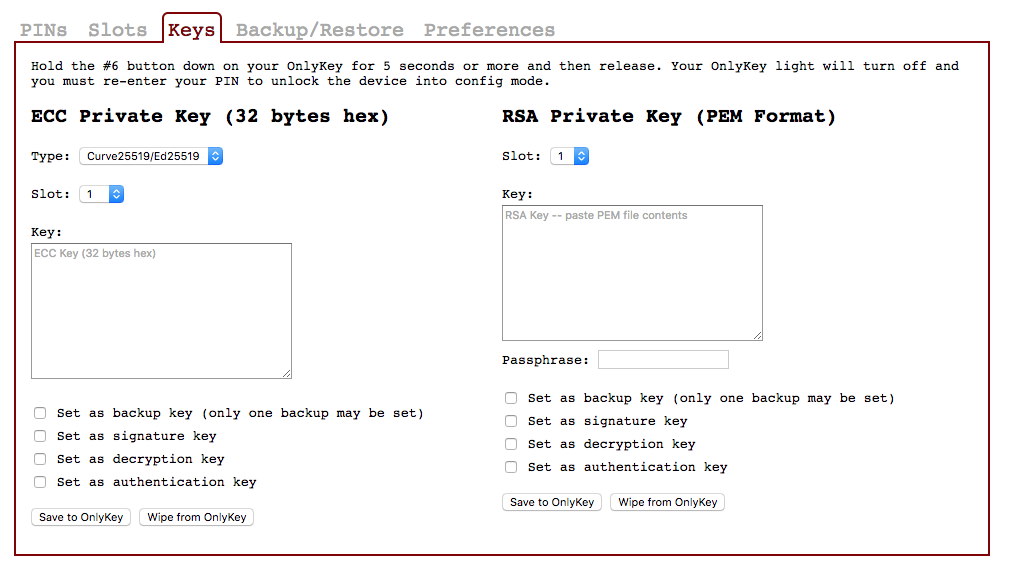 PINs Slots Keys Backup/Restore Preferences
Hold the #6 button down on your OnlyKey for 5 seconds or more and then release. Your OnlyKey light will turn off and
you must re-enter your PIN to unlock the device into config mode.
ECC Private Key (32 bytes hex)
Type: Curve25519/Ed25519
Slot: 1
Key:
ECC Key (32 bytes hex)
Set as backup key (only one backup may be set)
Set as signature key
Set as decryption key
Set as authentication key
Save to OnlyKey Wipe from OnlyKey
RSA Private Key (PEM Format)
Slot: 1
Key:
RSA Key -- paste PEM file contents
Passphrase:
Set as backup key (only one backup may be set)
Set as signature key
Set as decryption key
Set as authentication key
Save to OnlyKey Wipe from OnlyKey